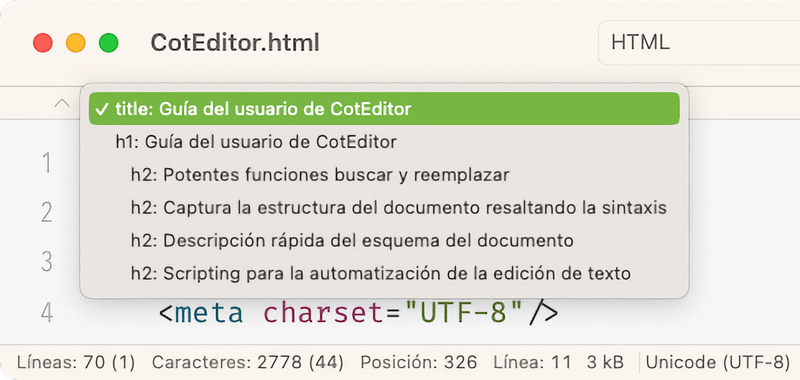 CotEditor.html
HTML
title: Guía del usuario de CotEditor
h1: Guía del usuario de CotEditor
h2: Potentes funciones buscar y reemplazar
h2: Captura la estructura del documento resaltando la sintaxis
h2: Descripción rápida del esquema del documento
h2: Scripting para la automatización de la edición de texto
1
2
3
4 <meta charset="UTF-8"/>
Líneas: 70 (1) Caracteres: 2778 (44) Posición: 326 Línea: 11 3 kB Unicode (UTF-8)